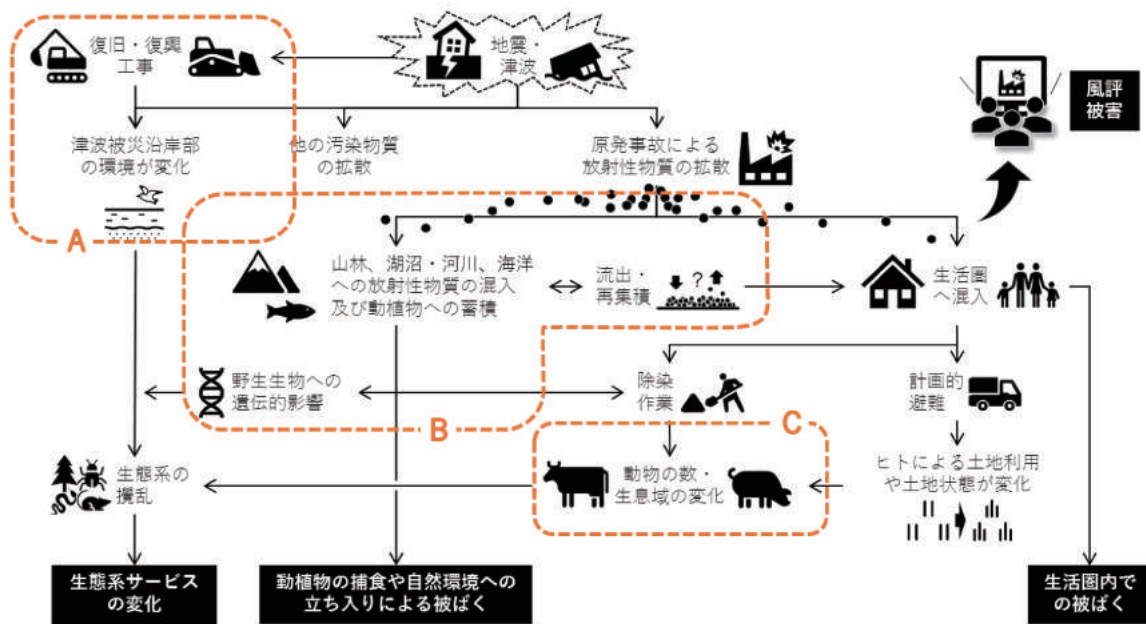 復旧・復興
工事
地震・
津波
風評
被害
津波被災沿岸部
の環境が変化
他の汚染物質
の拡散
原発事故による
放射性物質の拡散
A
山林、湖沼・河川、海洋
への放射性物質の混入
及び動植物への蓄積
流出・
再集積
?
生活圏
へ混入
野生生物への
遺伝的影響
B
除染
作業
計画的
避難
C
生態系の
攪乱
動物の数・
生息域の変化
ヒトによる土地利用
や土地状態が変化
生態系サービス
の変化
動植物の捕食や自然環境への
立ち入りによる被ばく
生活圏内で
の被ばく